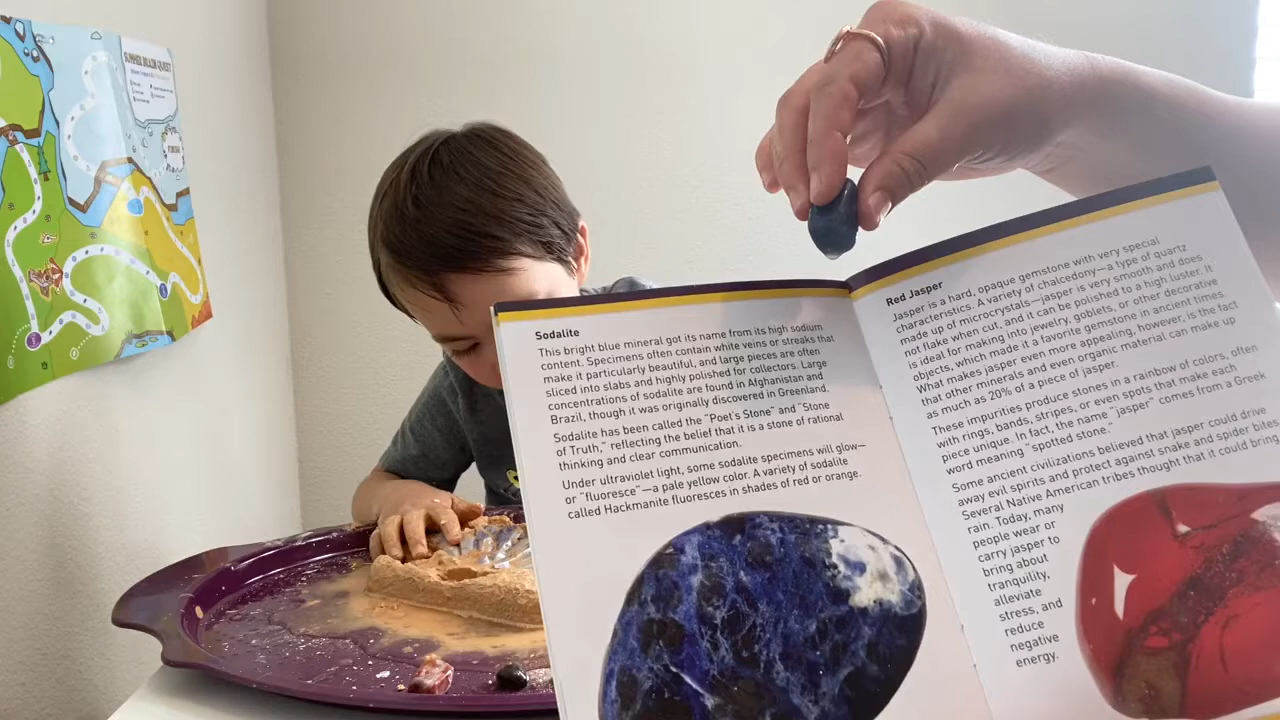 SUMMER BRAIN QUEST
Sodalite
This bright blue mineral got its name from its high sodium
content. Specimens often contain white veins or streaks that
make it particularly beautiful, and large pieces are often
sliced into slabs and highly polished for collectors. Large
concentrations of sodalite are found in Afghanistan and
Brazil, though it was originally discovered in Greenland.
Sodalite has been called the "Poet's Stone" and "Stone
of Truth," reflecting the belief that it is a stone of rational
thinking and clear communication.
Under ultraviolet light, some sodalite specimens will glow—
or "fluoresce"—a pale yellow color. A variety of sodalite
called Hackmanite fluoresces in shades of red or orange.
Red Jasper
Jasper is a hard, opaque gemstone with very special
characteristics. A variety of chalcedony—a type of quartz
made up of microcrystals—jasper is very smooth and does
not flake when cut, and it can be polished to a high luster. It
is ideal for making into jewelry, goblets, or other decorative
objects, which made it a favorite gemstone in ancient times.
What makes jasper even more appealing, however, is the fact
that other minerals and even organic material can make up
as much as 20% of a piece of jasper.
These impurities produce stones in a rainbow of colors, often
with rings, bands, stripes, or even spots that make each
piece unique. In fact, the name "jasper" comes from a Greek
word meaning "spotted stone."
Some ancient civilizations believed that jasper could drive
away evil spirits and protect against snake and spider bites.
Several Native American tribes thought that it could bring
rain. Today, many
people wear or
carry jasper to
bring about
tranquility,
alleviate
stress, and
reduce
negative
energy.